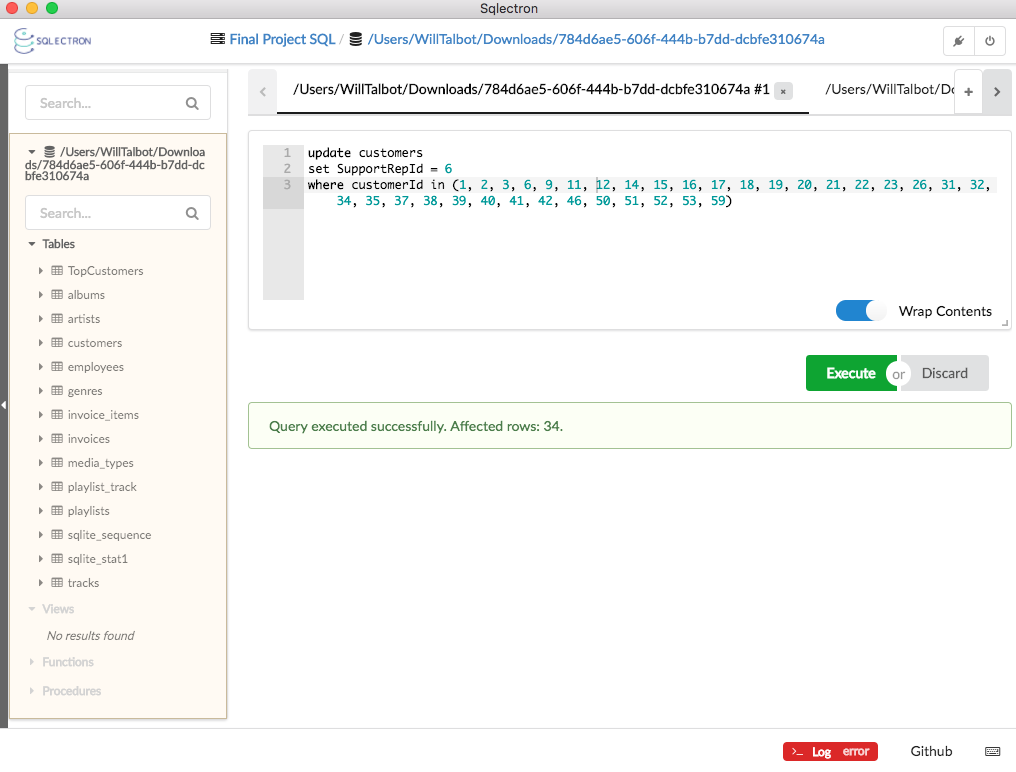 Sqlectron
SQLECTRON
Final Project SQL / /Users/WillTalbot/Downloads/784d6ae5-606f-444b-b7dd-dcbfe310674a
Search...
/Users/WillTalbot/Downloa
ds/784d6ae5-606f-444b-b7dd-dc
bfe310674a
Search...
Tables
TopCustomers
albums
artists
customers
employees
genres
invoice_items
invoices
media_types
playlist_track
playlists
sqlite_sequence
sqlite_stat1
tracks
Views
No results found
Functions
Procedures
/Users/WillTalbot/Downloads/784d6ae5-606f-444b-b7dd-dcbfe310674a #1 × /Users/WillTalbot/Do +
1 update customers
2 set SupportRepId = 6
3 where customerId in (1, 2, 3, 6, 9, 11, 12, 14, 15, 16, 17, 18, 19, 20, 21, 22, 23, 26, 31, 32,
34, 35, 37, 38, 39, 40, 41, 42, 46, 50, 51, 52, 53, 59)
Wrap Contents
Execute or Discard
Query executed successfully. Affected rows: 34.
>_ Log error Github